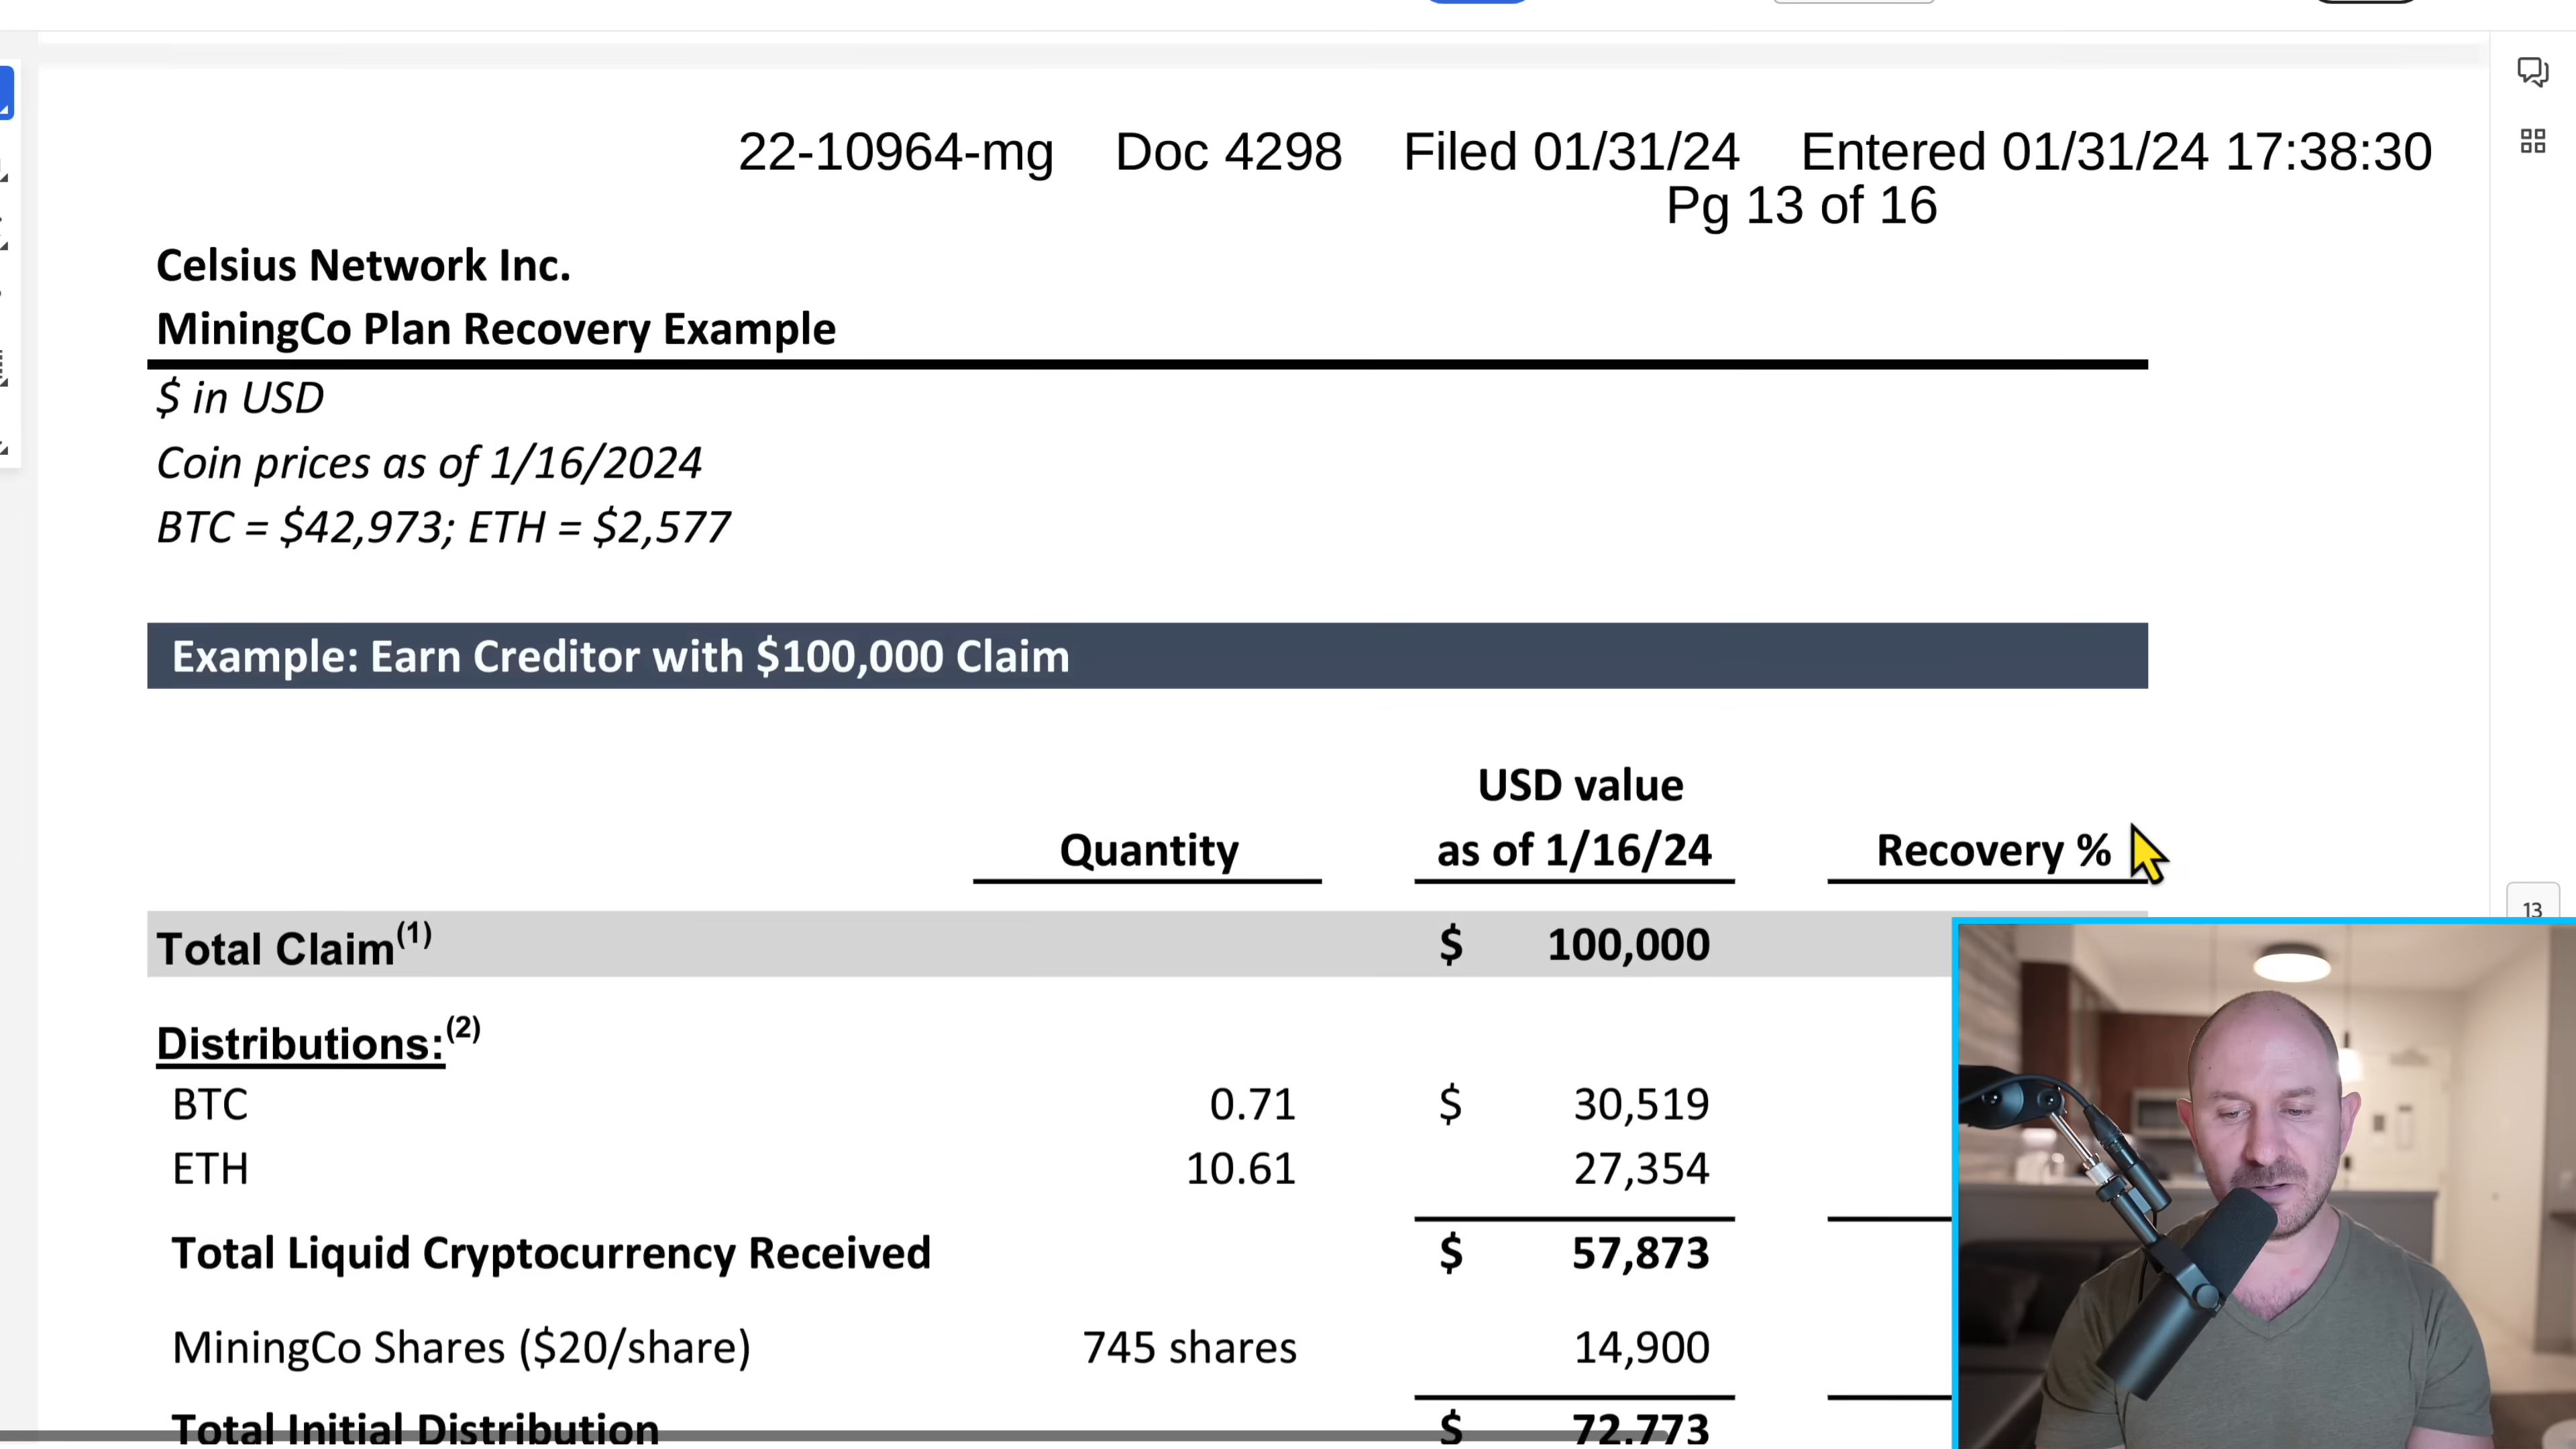 22-10964-mg Doc 4298 Filed 01/31/24 Entered 01/31/24 17:38:30
Pg 13 of 16
Celsius Network Inc.
MiningCo Plan Recovery Example
$ in USD
Coin prices as of 1/16/2024
BTC = $42,973; ETH = $2,577
Example: Earn Creditor with $100,000 Claim
USD value
Quantity as of 1/16/24 Recovery %
13
Total Claim(1) $ 100,000
Distributions:(2)
BTC 0.71 $ 30,519
ETH 10.61 27,354
Total Liquid Cryptocurrency Received $ 57,873
MiningCo Shares ($20/share) 745 shares 14,900
Total Initial Distribution $ 72,773